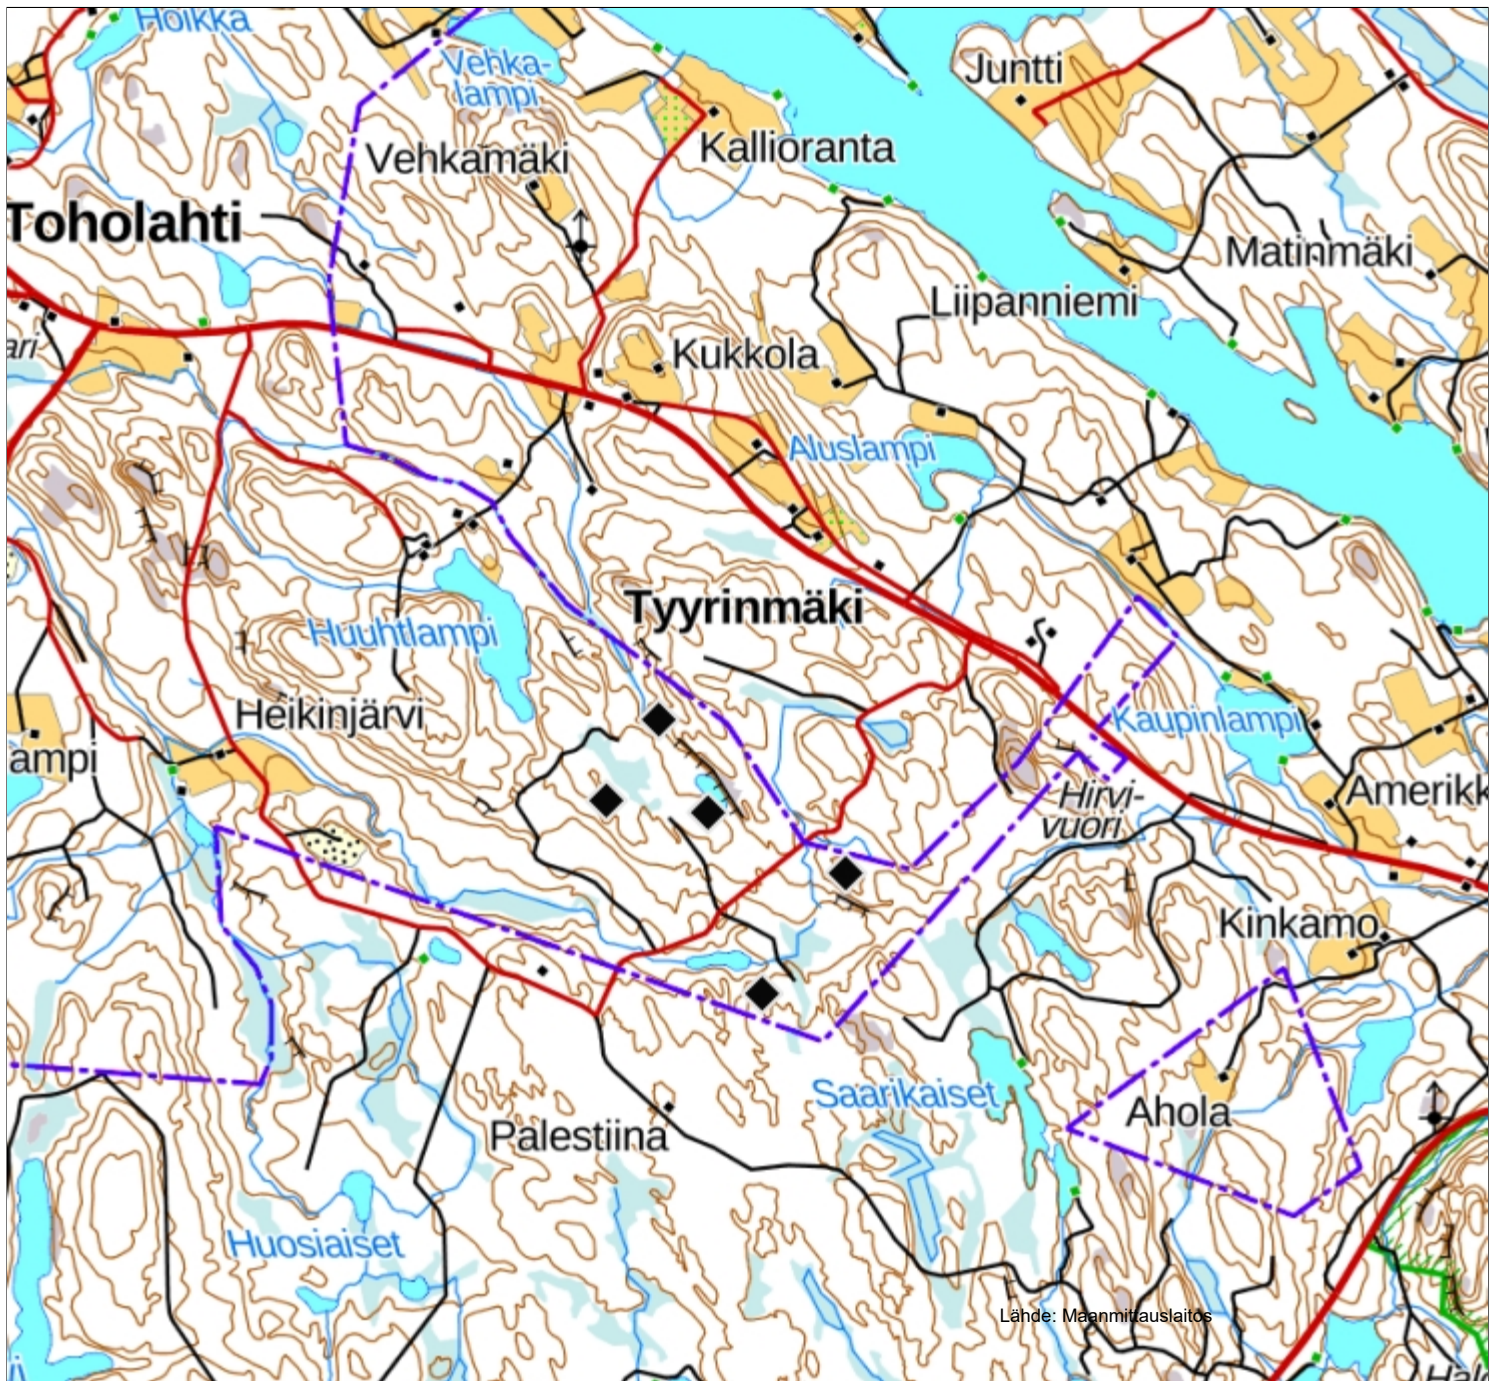 Hoikka
Vehka-
lampi
Juntti
Vehkamäki
Kallioranta
Toholahti
Matinmäki
Liipanniemi
ari
Kukkola
Aluslampi
Tyyrinmäki
Huuhtlampi
Heikinjärvi
Kaupinlampi
ampi
Hirvi-
vuori
Amerikk
Kinkamo
Saarikaiset
Ahola
Palestiina
Huosiaiset
Lähde: Maanmittauslaitos